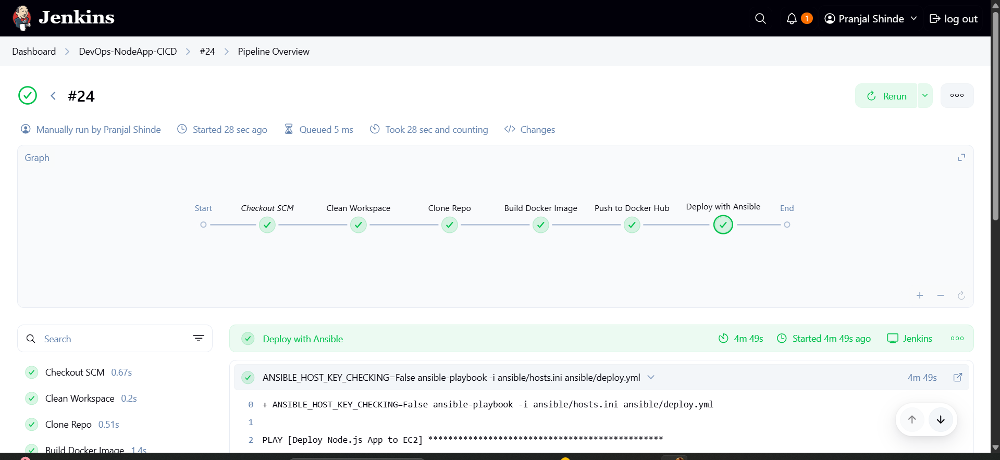 Jenkins
1
Pranjal Shinde
log out
Dashboard
DevOps-NodeApp-CICD
#24
Pipeline Overview
#24
Rerun
Manually run by Pranjal Shinde
Started 28 sec ago
Queued 5 ms
Took 28 sec and counting
Changes
Graph
Start
Checkout SCM
Clean Workspace
Clone Repo
Build Docker Image
Push to Docker Hub
Deploy with Ansible
End
Search
Checkout SCM 0.67s
Clean Workspace 0.2s
Clone Repo 0.51s
Build Docker Image 1.4s
Deploy with Ansible
4m 49s
Started 4m 49s ago
Jenkins
ANSIBLE_HOST_KEY_CHECKING=False ansible-playbook -i ansible/hosts.ini ansible/deploy.yml
4m 49s
0 + ANSIBLE_HOST_KEY_CHECKING=False ansible-playbook -i ansible/hosts.ini ansible/deploy.yml
1
2 PLAY [Deploy Node.js App to EC2] ***********************************************